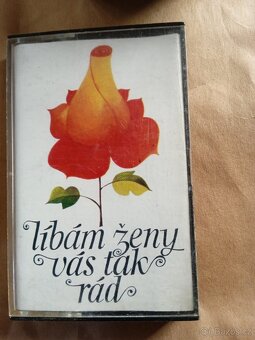 líbám ženy
vás tak
rád